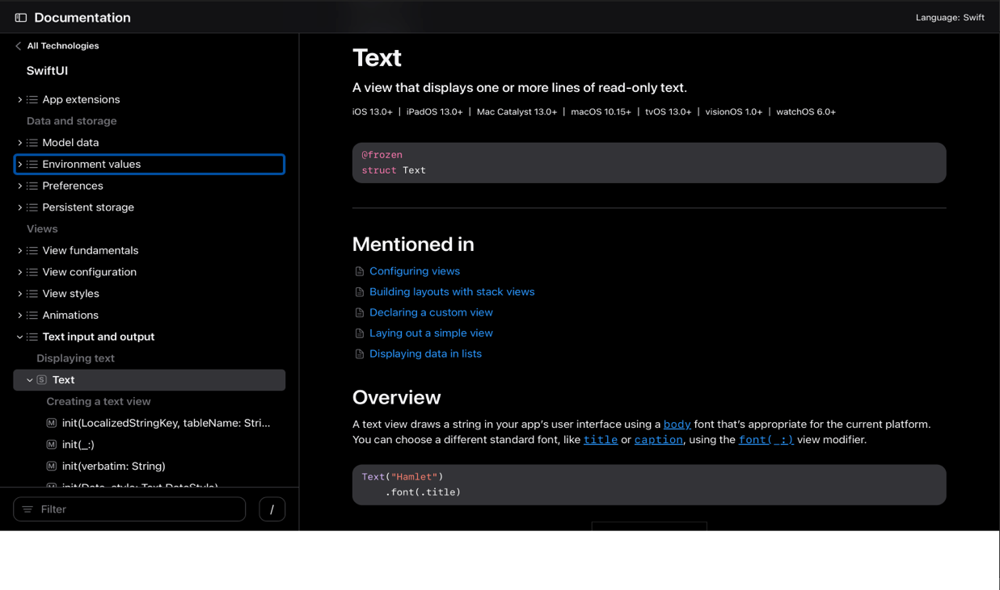 Documentation
Language: Swift
All Technologies
SwiftUI
App extensions
Data and storage
Model data
Environment values
Preferences
Persistent storage
Views
View fundamentals
View configuration
View styles
Animations
Text input and output
Displaying text
S Text
Creating a text view
M init(LocalizedStringKey, tableName: Stri...
M init(_:)
M init(verbatim: String)
M init(Date, style: Text.DateStyle)
Filter
/
Text
A view that displays one or more lines of read-only text.
iOS 13.0+ | iPadOS 13.0+ | Mac Catalyst 13.0+ | macOS 10.15+ | tvOS 13.0+ | visionOS 1.0+ | watchOS 6.0+
@frozen
struct Text
Mentioned in
Configuring views
Building layouts with stack views
Declaring a custom view
Laying out a simple view
Displaying data in lists
Overview
A text view draws a string in your app’s user interface using a body font that’s appropriate for the current platform.
You can choose a different standard font, like title or caption, using the font(_:) view modifier.
Text("Hamlet")
    .font(.title)